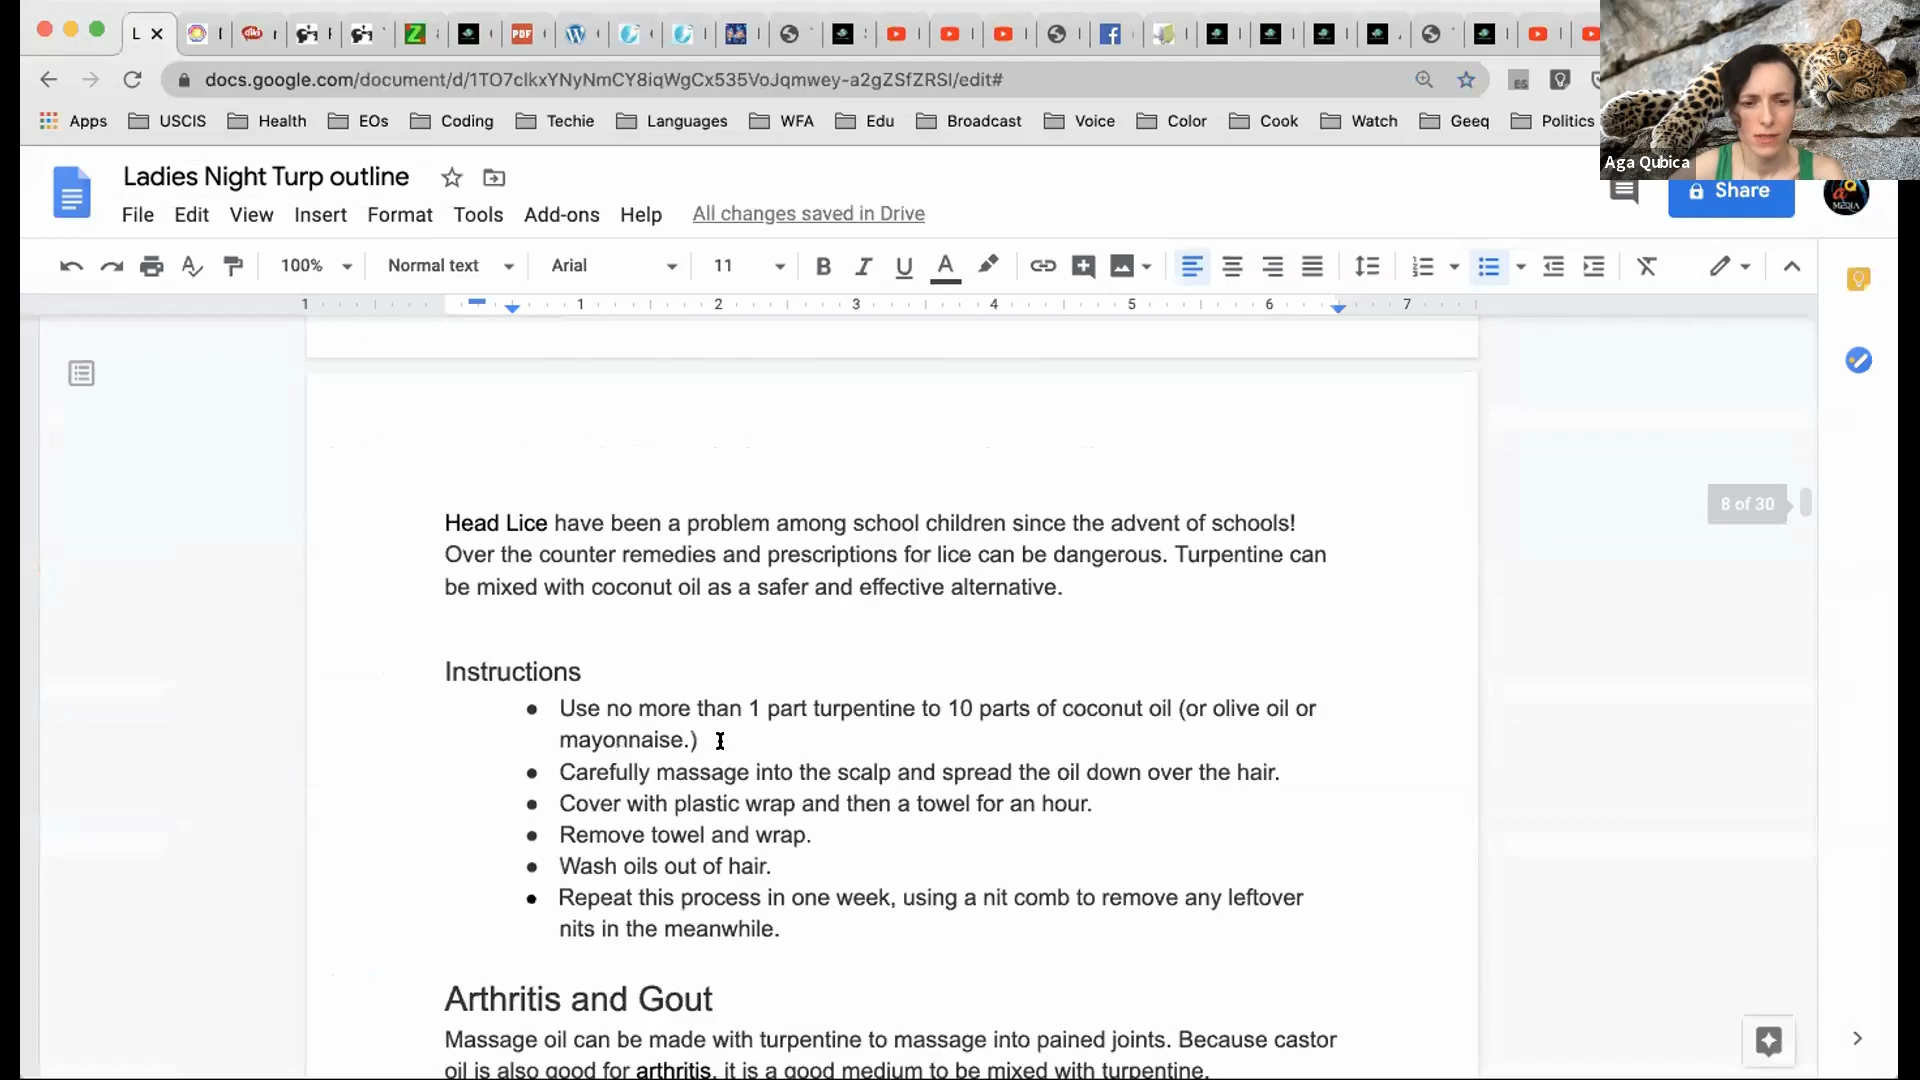 L
docs.google.com/document/d/1TO7clkxYNyNmCY8iqWgCx535VoJqmwey-a2gZSfZRSI/edit#
Apps USCIS Health EOs Coding Techie Languages WFA Edu Broadcast Voice Color Cook Watch Geeq Politics
Aga Qubica
Ladies Night Turp outline
Share
File Edit View Insert Format Tools Add-ons Help All changes saved in Drive
100% Normal text Arial 11 B I U A
1 1 2 3 4 5 6 7
8 of 30
Head Lice have been a problem among school children since the advent of schools!
Over the counter remedies and prescriptions for lice can be dangerous. Turpentine can
be mixed with coconut oil as a safer and effective alternative.
Instructions
Use no more than 1 part turpentine to 10 parts of coconut oil (or olive oil or
mayonnaise.)
Carefully massage into the scalp and spread the oil down over the hair.
Cover with plastic wrap and then a towel for an hour.
Remove towel and wrap.
Wash oils out of hair.
Repeat this process in one week, using a nit comb to remove any leftover
nits in the meanwhile.
Arthritis and Gout
Massage oil can be made with turpentine to massage into pained joints. Because castor
oil is also good for arthritis, it is a good medium to be mixed with turpentine.